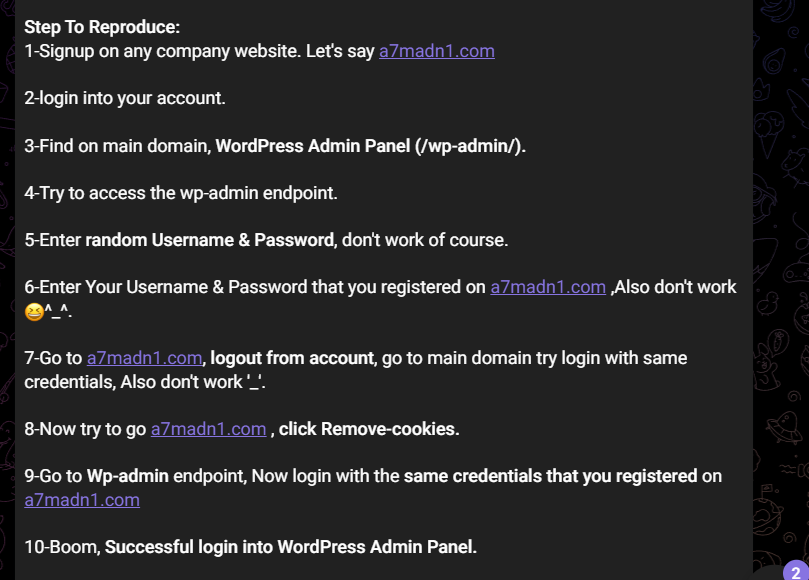 Step To Reproduce:
1-Signup on any company website. Let's say a7madn1.com
2-login into your account.
3-Find on main domain, WordPress Admin Panel (/wp-admin/).
4-Try to access the wp-admin endpoint.
5-Enter random Username & Password, don't work of course.
6-Enter Your Username & Password that you registered on a7madn1.com ,Also don't work
😆^_^.
7-Go to a7madn1.com, logout from account, go to main domain try login with same
credentials, Also don't work '_'.
8-Now try to go a7madn1.com , click Remove-cookies.
9-Go to Wp-admin endpoint, Now login with the same credentials that you registered on
a7madn1.com
10-Boom, Successful login into WordPress Admin Panel.
2